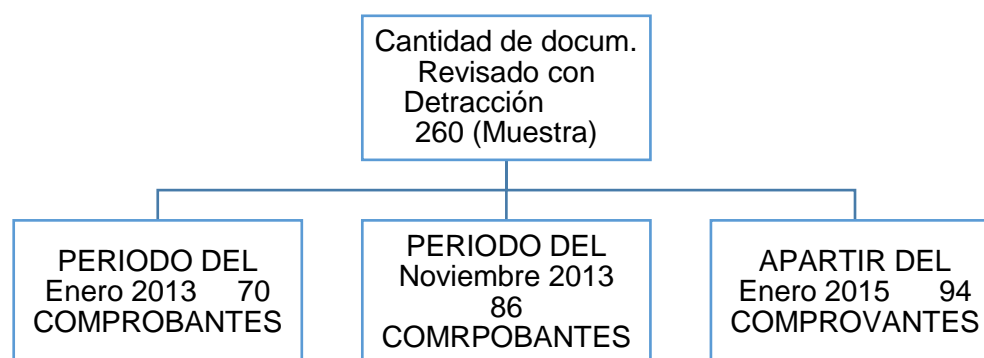 Cantidad de docum.
Revisado con
Detracción
260 (Muestra)
PERIODO DEL
Enero 2013 70
COMPROBANTES
PERIODO DEL
Noviembre 2013
86
COMRPOBANTES
APARTIR DEL
Enero 2015 94
COMPROVANTES